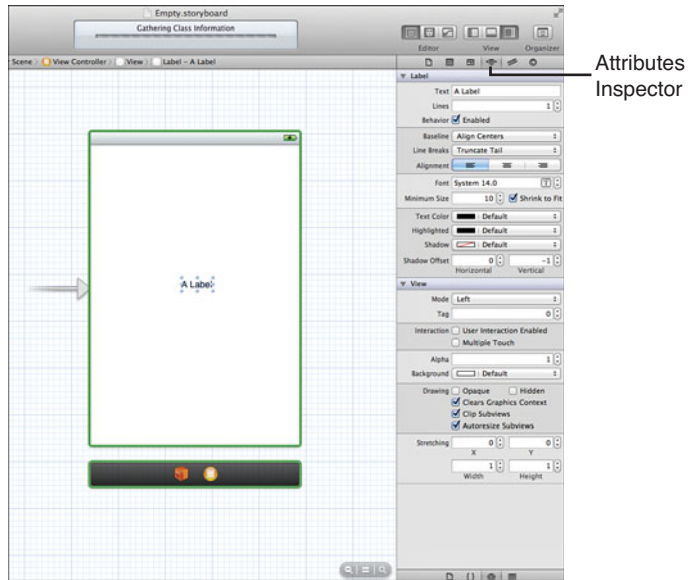 Empty.storyboard
Gathering Class Information
Editor View Organizer
Scene View Controller View Label – A Label
Attributes
Inspector
Label
Text A Label
Lines 1
Behavior Enabled
Baseline Align Centers
Line Breaks Truncate Tail
Alignment
Font System 14.0
Minimum Size 10 Shrink to Fit
Text Color Default
Highlighted Default
Shadow Default
Shadow Offset 0 -1
Horizontal Vertical
View
Mode Left
Tag 0
Interaction User Interaction Enabled
Multiple Touch
Alpha 1
Background Default
Drawing Opaque Hidden
Clears Graphics Context
Clip Subviews
Autoresize Subviews
Stretching 0 0
X Y
1 1
Width Height
A Label